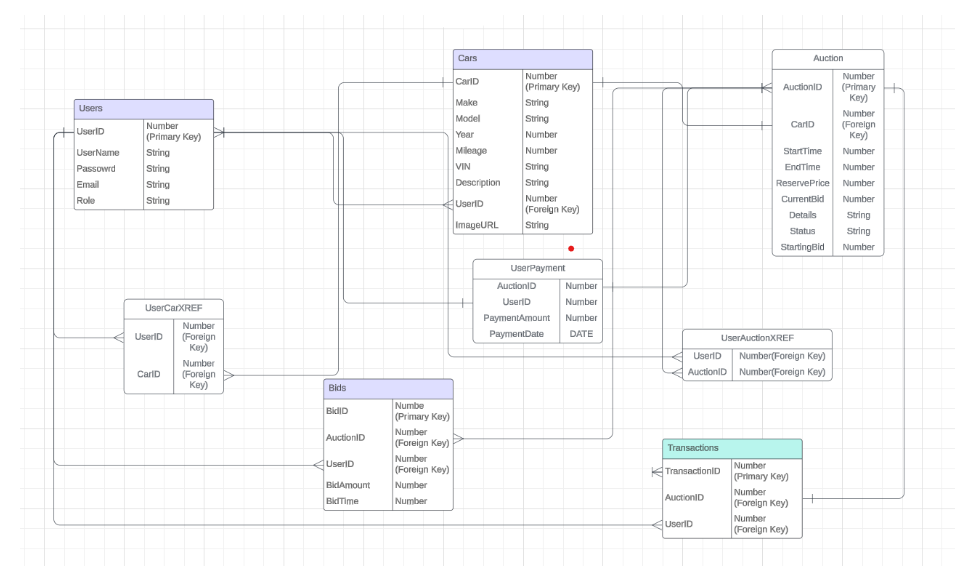 Cars
CarID Number (Primary Key)
Make String
Model String
Year Number
Mileage Number
VIN String
Description String
UserID Number (Foreign Key)
ImageURL String
Auction
AuctionID Number (Primary Key)
CarID Number (Foreign Key)
StartTime Number
EndTime Number
ReservePrice Number
CurrentBid Number
Details String
Status String
StartingBid Number
Users
UserID Number (Primary Key)
UserName String
Passowrd String
Email String
Role String
UserPayment
AuctionID Number
UserID Number
PaymentAmount Number
PaymentDate DATE
UserCarXREF
UserID Number (Foreign Key)
CarID Number (Foreign Key)
UserAuctionXREF
UserID Number(Foreign Key)
AuctionID Number(Foreign Key)
Bids
BidID Numbe (Primary Key)
AuctionID Number (Foreign Key)
UserID Number (Foreign Key)
BidAmount Number
BidTime Number
Transactions
TransactionID Number (Primary Key)
AuctionID Number (Foreign Key)
UserID Number (Foreign Key)